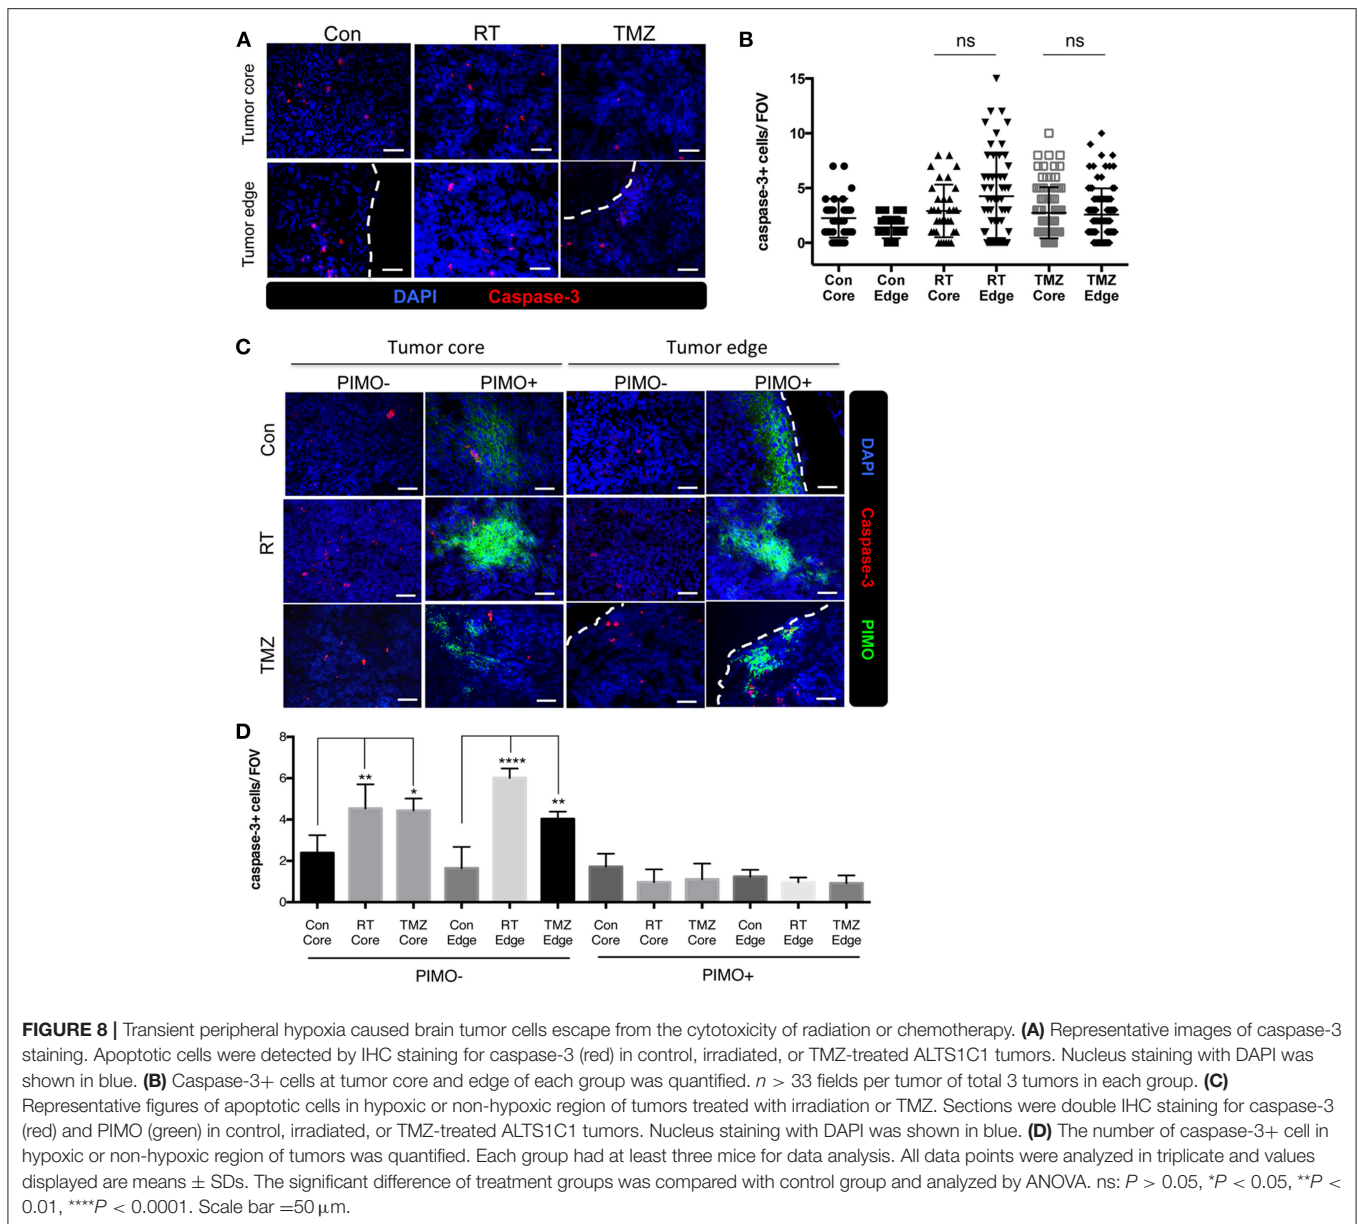 A
Con
RT
TMZ
Tumor core
Tumor edge
DAPI Caspase-3
B
ns
ns
caspase-3+ cells/ FOV
15
10
5
0
Con Core
Con Edge
RT Core
RT Edge
TMZ Core
TMZ Edge
C
Tumor core
Tumor edge
PIMO-
PIMO+
PIMO-
PIMO+
Con
RT
TMZ
DAPI
Caspase-3
PIMO
D
caspase-3+ cells/ FOV
8
6
4
2
0
**
*
****
**
Con Core
RT Core
TMZ Core
Con Edge
RT Edge
TMZ Edge
Con Core
RT Core
TMZ Core
Con Edge
RT Edge
TMZ Edge
PIMO-
PIMO+
FIGURE 8 | Transient peripheral hypoxia caused brain tumor cells escape from the cytotoxicity of radiation or chemotherapy. (A) Representative images of caspase-3
staining. Apoptotic cells were detected by IHC staining for caspase-3 (red) in control, irradiated, or TMZ-treated ALTS1C1 tumors. Nucleus staining with DAPI was
shown in blue. (B) Caspase-3+ cells at tumor core and edge of each group was quantified. n > 33 fields per tumor of total 3 tumors in each group. (C)
Representative figures of apoptotic cells in hypoxic or non-hypoxic region of tumors treated with irradiation or TMZ. Sections were double IHC staining for caspase-3
(red) and PIMO (green) in control, irradiated, or TMZ-treated ALTS1C1 tumors. Nucleus staining with DAPI was shown in blue. (D) The number of caspase-3+ cell in
hypoxic or non-hypoxic region of tumors was quantified. Each group had at least three mice for data analysis. All data points were analyzed in triplicate and values
displayed are means ± SDs. The significant difference of treatment groups was compared with control group and analyzed by ANOVA. ns: P > 0.05, *P < 0.05, **P <
0.01, ****P < 0.0001. Scale bar =50 μm.